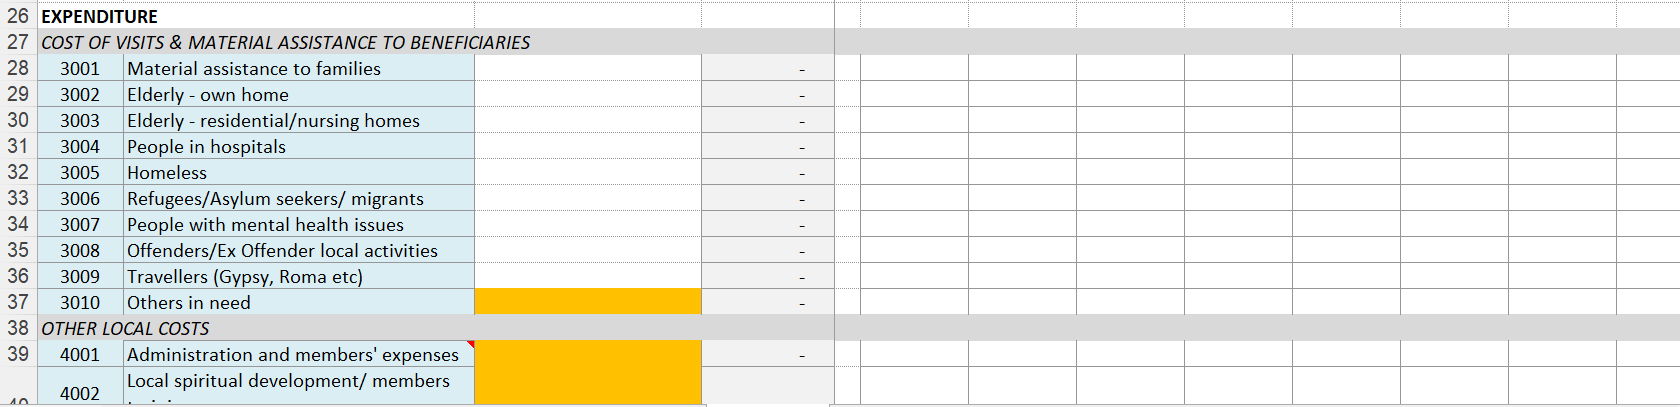 26 EXPENDITURE
27 COST OF VISITS & MATERIAL ASSISTANCE TO BENEFICIARIES
28 3001 Material assistance to families -
29 3002 Elderly - own home -
30 3003 Elderly - residential/nursing homes -
31 3004 People in hospitals -
32 3005 Homeless -
33 3006 Refugees/Asylum seekers/ migrants -
34 3007 People with mental health issues -
35 3008 Offenders/Ex Offender local activities -
36 3009 Travellers (Gypsy, Roma etc) -
37 3010 Others in need -
38 OTHER LOCAL COSTS
39 4001 Administration and members' expenses -
4002 Local spiritual development/ members